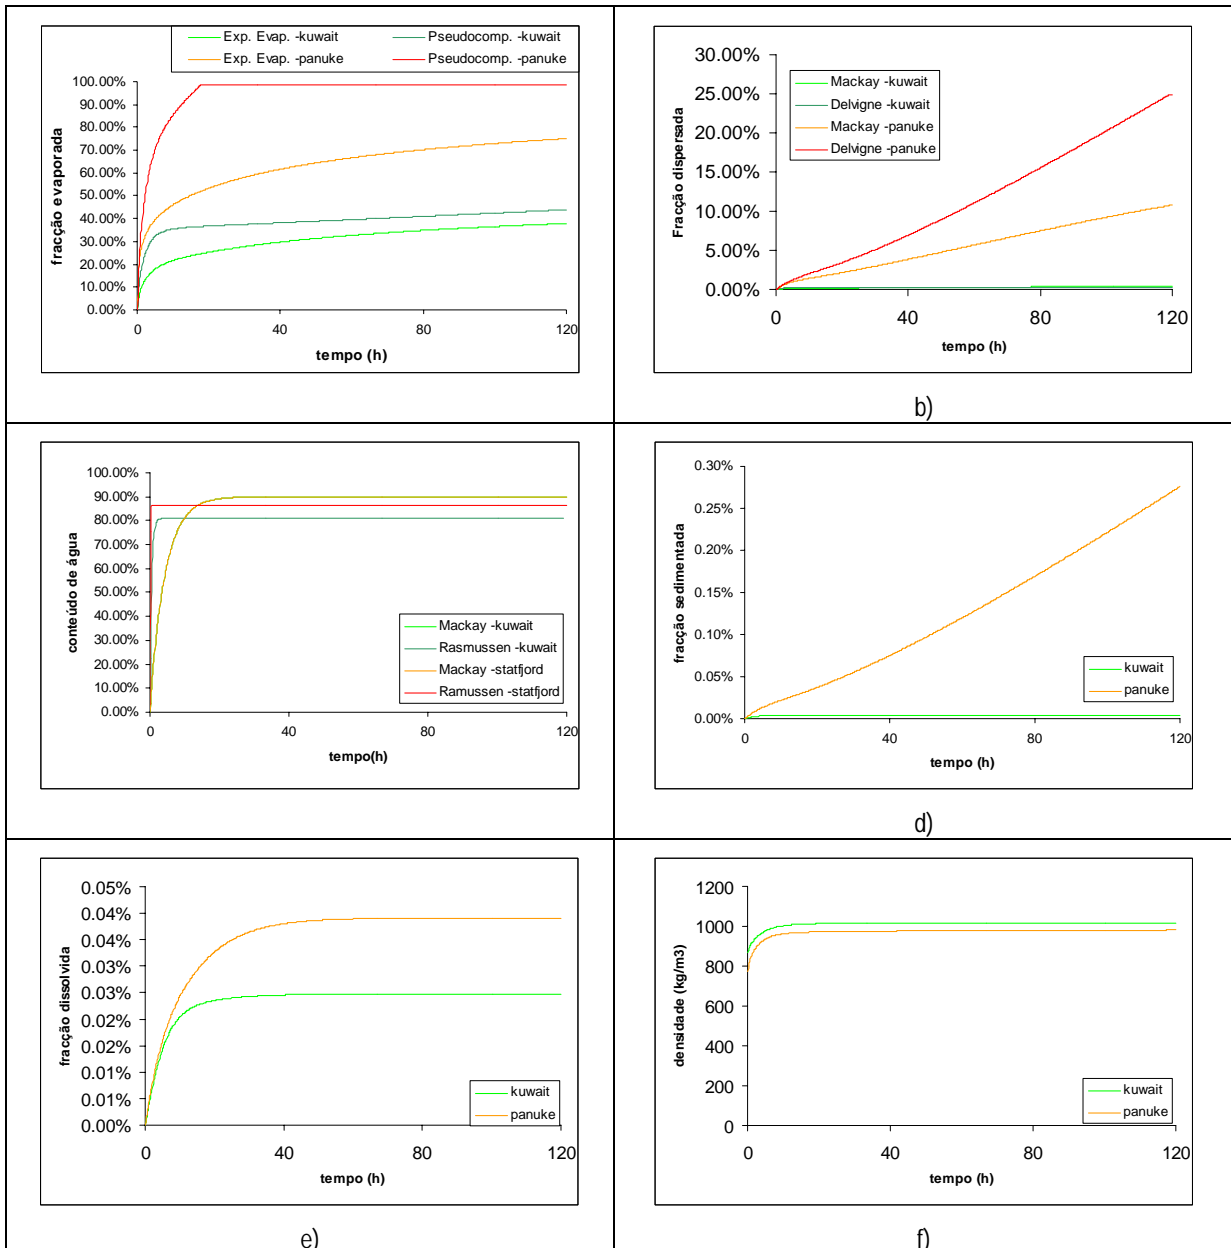 Exp. Evap. -kuwait
Pseudocomp. -kuwait
Exp. Evap. -panuke
Pseudocomp. -panuke
100.00%
90.00%
80.00%
70.00%
60.00%
50.00%
40.00%
30.00%
20.00%
10.00%
0.00%
fracção evaporada
0 40 80 120
tempo (h)
30.00%
25.00%
20.00%
15.00%
10.00%
5.00%
0.00%
Fracção dispersada
Mackay -kuwait
Delvigne -kuwait
Mackay -panuke
Delvigne -panuke
0 40 80 120
tempo (h)
b)
100.00%
90.00%
80.00%
70.00%
60.00%
50.00%
40.00%
30.00%
20.00%
10.00%
0.00%
conteúdo de água
Mackay -kuwait
Rasmussen -kuwait
Mackay -statfjord
Ramussen -statfjord
0 40 80 120
tempo(h)
0.30%
0.25%
0.20%
0.15%
0.10%
0.05%
0.00%
fracção sedimentada
kuwait
panuke
0 40 80 120
tempo (h)
d)
0.05%
0.04%
0.04%
0.03%
0.03%
0.02%
0.02%
0.01%
0.01%
0.00%
fracção dissolvida
kuwait
panuke
0 40 80 120
tempo (h)
e)
1200
1000
800
600
400
200
0
densidade (kg/m3)
kuwait
panuke
0 40 80 120
tempo (h)
f)